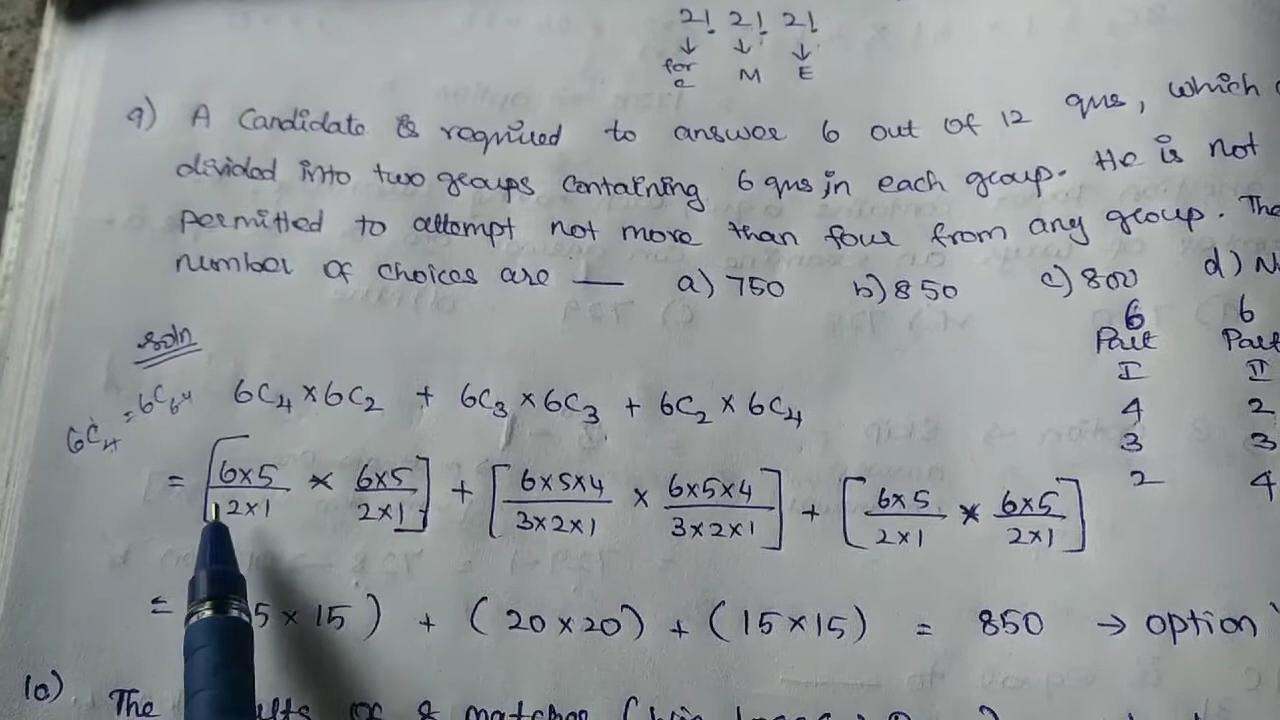 2! 2! 2!
↓ ↓ ↓
for M E
c
9) A candidate is required to answer 6 out of 12 qus, which
divided into two groups containing 6 qus in each group. He is not
permitted to attempt not more than four from any group. The
number of choices are — a) 750 b) 850 c) 800 d) N
soln
6 6
Part Part
I II
6C4 = 6C6-4 6C4 × 6C2 + 6C3 × 6C3 + 6C2 × 6C4
4 2
3 3
2 4
= [6×5/2×1 × 6×5/2×1] + [6×5×4/3×2×1 × 6×5×4/3×2×1] + [6×5/2×1 × 6×5/2×1]
= 5×15) + (20×20) + (15×15) = 850 → option
10) The of 8 matches